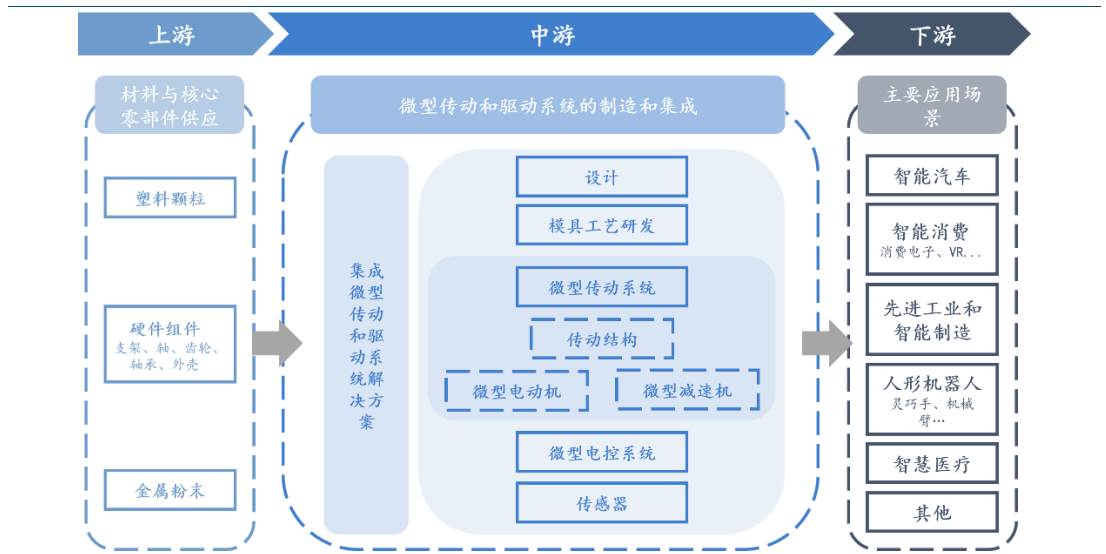 上游
中游
下游
材料与核心
零部件供应
塑料颗粒
硬件组件
支架、轴、齿轮、
轴承、外壳
金属粉末
微型传动和驱动系统的制造和集成
集成
微型
传动
和驱
动系
统解
决方
案
设计
模具工艺研发
微型传动系统
传动结构
微型电动机
微型减速机
微型电控系统
传感器
主要应用场
景
智能汽车
智能消费
消费电子、VR...
先进工业和
智能制造
人形机器人
灵巧手、机械
臂…
智慧医疗
其他